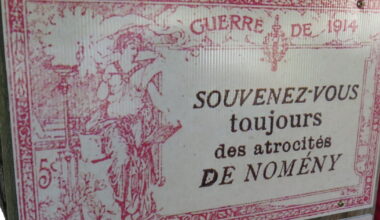 GUERRE DE 1914
SOUVENEZ-VOUS
toujours
des atrocités
DE NOMÉNY
5c